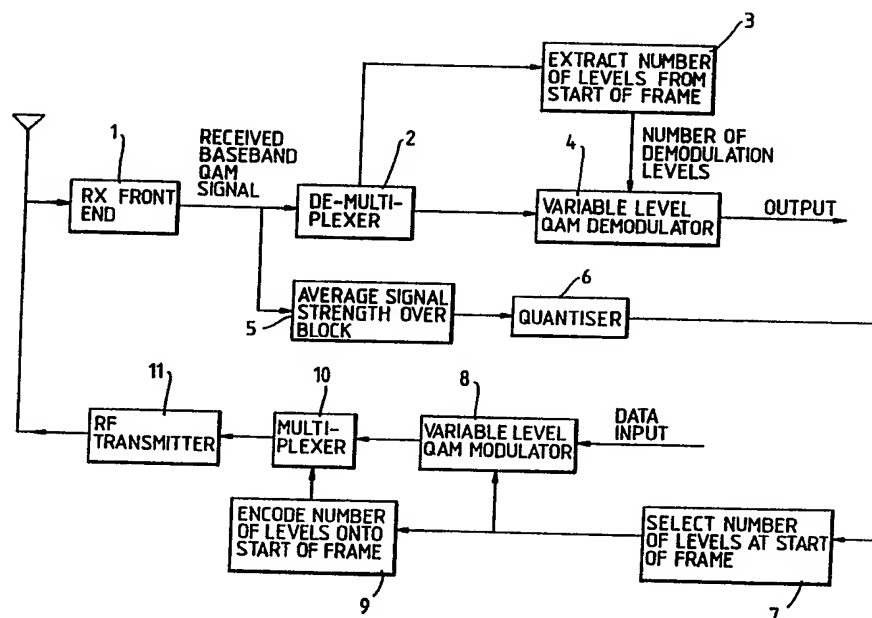 3
EXTRACT NUMBER
OF LEVELS FROM
START OF FRAME
1
RX FRONT
END
RECEIVED
BASEBAND
QAM
SIGNAL
2
DE-MULTI-
PLEXER
NUMBER OF
DEMODULATION
LEVELS
4
VARIABLE LEVEL
QAM DEMODULATOR
OUTPUT
5
AVERAGE SIGNAL
STRENGTH OVER
BLOCK
6
QUANTISER
11
RF
TRANSMITTER
10
MULTI-
PLEXER
8
VARIABLE LEVEL
QAM MODULATOR
DATA
INPUT
ENCODE NUMBER
OF LEVELS ONTO
START OF FRAME
9
SELECT NUMBER
OF LEVELS AT START
OF FRAME
7